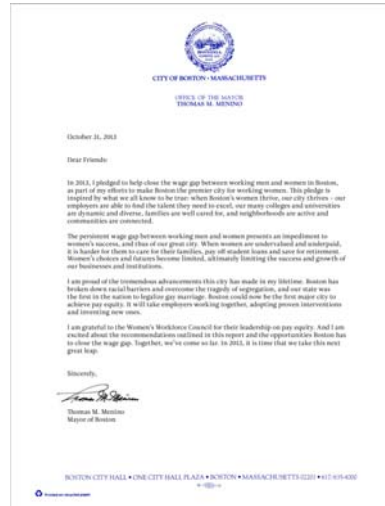 CITY OF BOSTON • MASSACHUSETTS
OFFICE OF THE MAYOR
THOMAS M. MENINO
October 21, 2013
Dear Friends:
In 2013, I pledged to help close the wage gap between working men and women in Boston,
as part of my efforts to make Boston the premier city for working women. This pledge is
inspired by what we all know to be true: when Boston's women thrive, our city thrives – our
employers are able to find the talent they need to excel, our many colleges and universities
are dynamic and diverse, families are well cared for, and neighborhoods are active and
communities are connected.
The persistent wage gap between working men and women presents an impediment to
women's success, and thus of our great city. When women are undervalued and underpaid,
it is harder for them to care for their families, pay off student loans and save for retirement.
Women's choices and futures become limited, ultimately limiting the success and growth of
our businesses and institutions.
I am proud of the tremendous advancements this city has made in my lifetime. Boston has
broken down racial barriers and overcome the tragedy of segregation, and our state was
the first in the nation to legalize gay marriage. Boston could now be the first major city to
achieve pay equity. It will take employers working together, adopting proven interventions
and inventing new ones.
I am grateful to the Women's Workforce Council for their leadership on pay equity. And I am
excited about the recommendations outlined in this report and the opportunities Boston has
to close the wage gap. Together, we've come so far. In 2013, it is time that we take this next
great leap.
Sincerely,
Thomas M. Menino
Thomas M. Menino
Mayor of Boston
BOSTON CITY HALL • ONE CITY HALL PLAZA • BOSTON • MASSACHUSETTS 02201 • 617/635-4000